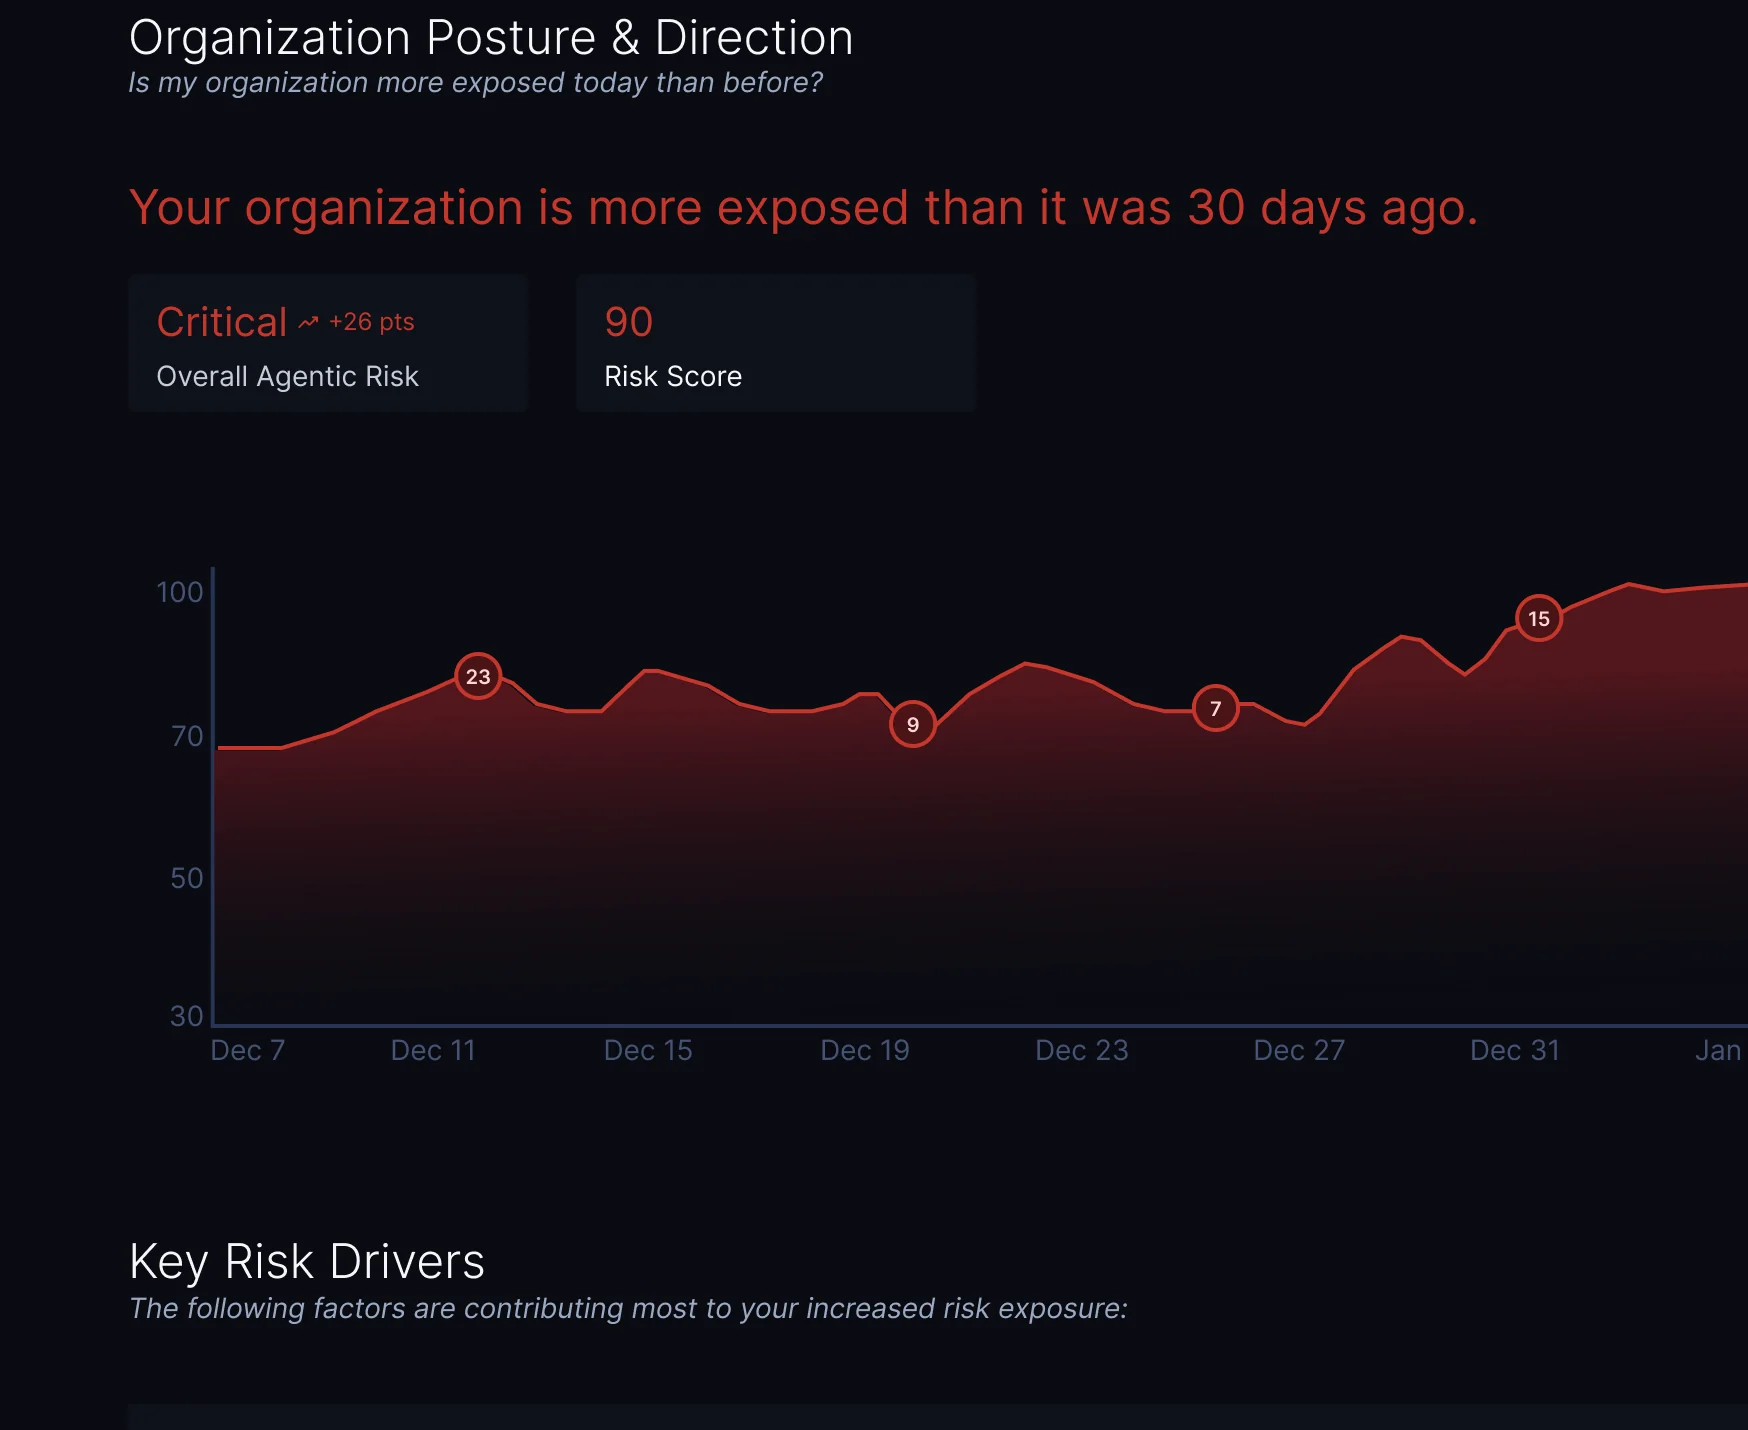 Organization Posture & Direction
Is my organization more exposed today than before?
Your organization is more exposed than it was 30 days ago.
Critical +26 pts
Overall Agentic Risk
90
Risk Score
100
70
50
30
23
9
7
15
Dec 7
Dec 11
Dec 15
Dec 19
Dec 23
Dec 27
Dec 31
Jan
Key Risk Drivers
The following factors are contributing most to your increased risk exposure: